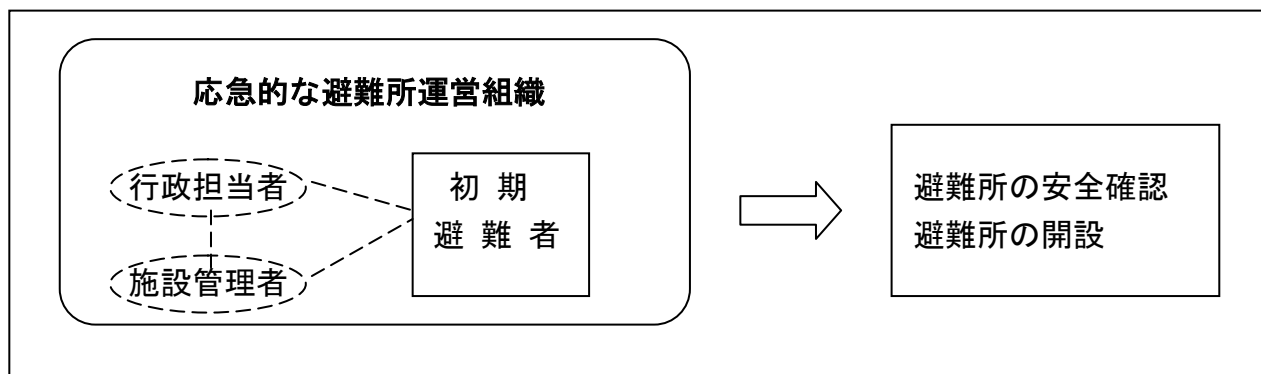 応急的な避難所運営組織
行政担当者
施設管理者
初期
避難者
避難所の安全確認
避難所の開設